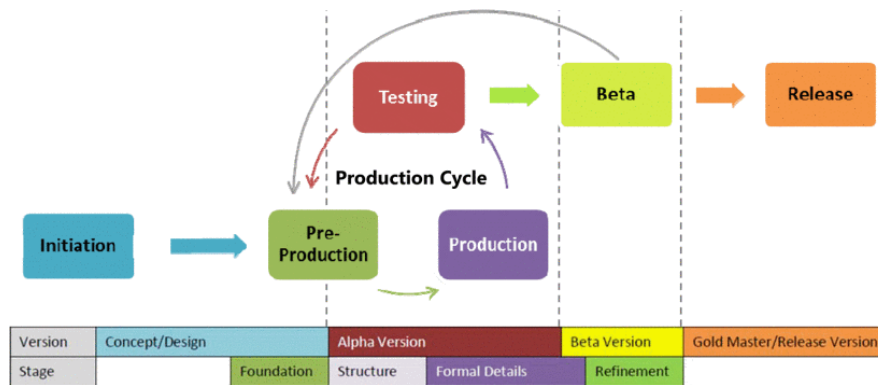 Testing
Beta
Release
Production Cycle
Initiation
Pre-
Production
Production
Version Concept/Design Alpha Version Beta Version Gold Master/Release Version
Stage Foundation Structure Formal Details Refinement